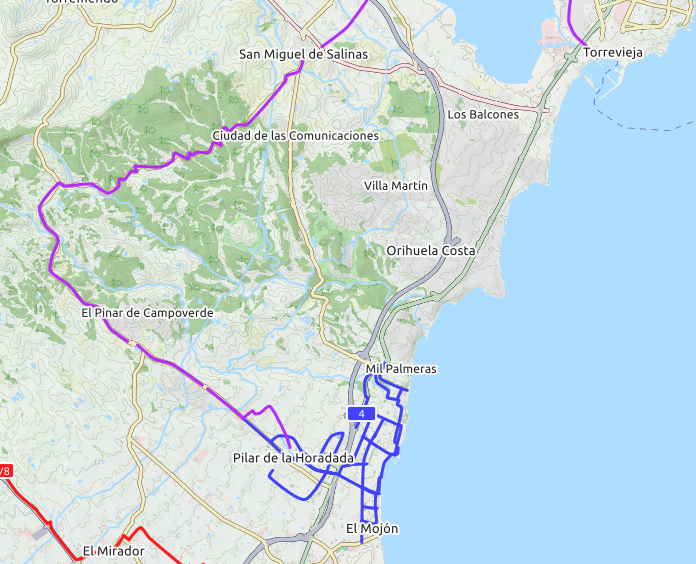 Torremendo
San Miguel de Salinas
Torrevieja
Los Balcones
Ciudad de las Comunicaciones
Villa Martín
Orihuela Costa
El Pinar de Campoverde
Mil Palmeras
4
Pilar de la Horadada
V8
El Mojón
El Mirador